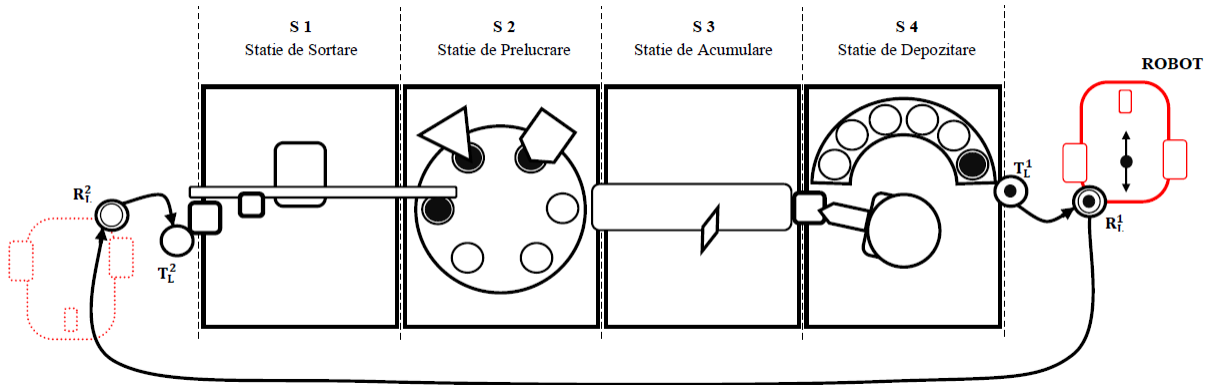 S 1
Statie de Sortare
S 2
Statie de Prelucrare
S 3
Statie de Acumulare
S 4
Statie de Depozitare
ROBOT
T_L^1
R_L^1
R_L^2
T_L^2